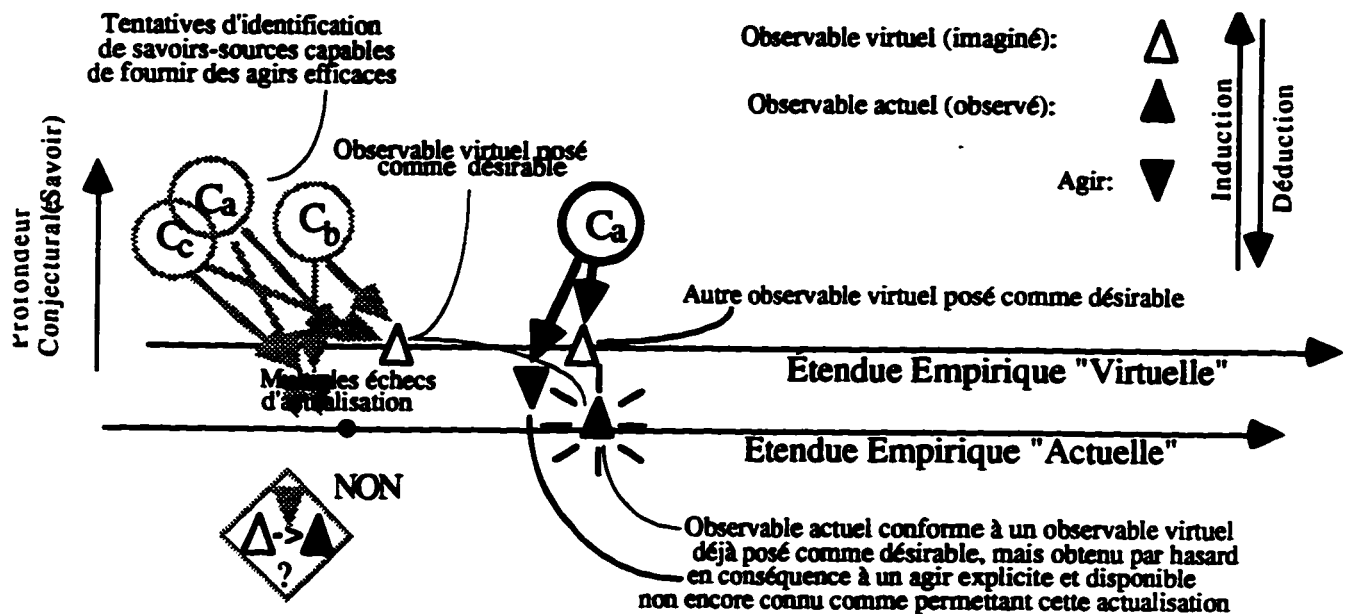 Tentatives d'identification
de savoirs-sources capables
de fournir des agirs efficaces
Observable virtuel (imaginé):
Observable actuel (observé):
Agir:
Induction
Déduction
Observable virtuel posé
comme désirable
Profondeur
Conjecturale(Savoir)
Ca
Cb
Cc
Ca
Autre observable virtuel posé comme désirable
Étendue Empirique "Virtuelle"
Multiples échecs
d'actualisation
Etendue Empirique "Actuelle"
NON
->
?
Observable actuel conforme à un observable virtuel
déjà posé comme désirable, mais obtenu par hasard
en conséquence à un agir explicite et disponible
non encore connu comme permettant cette actualisation